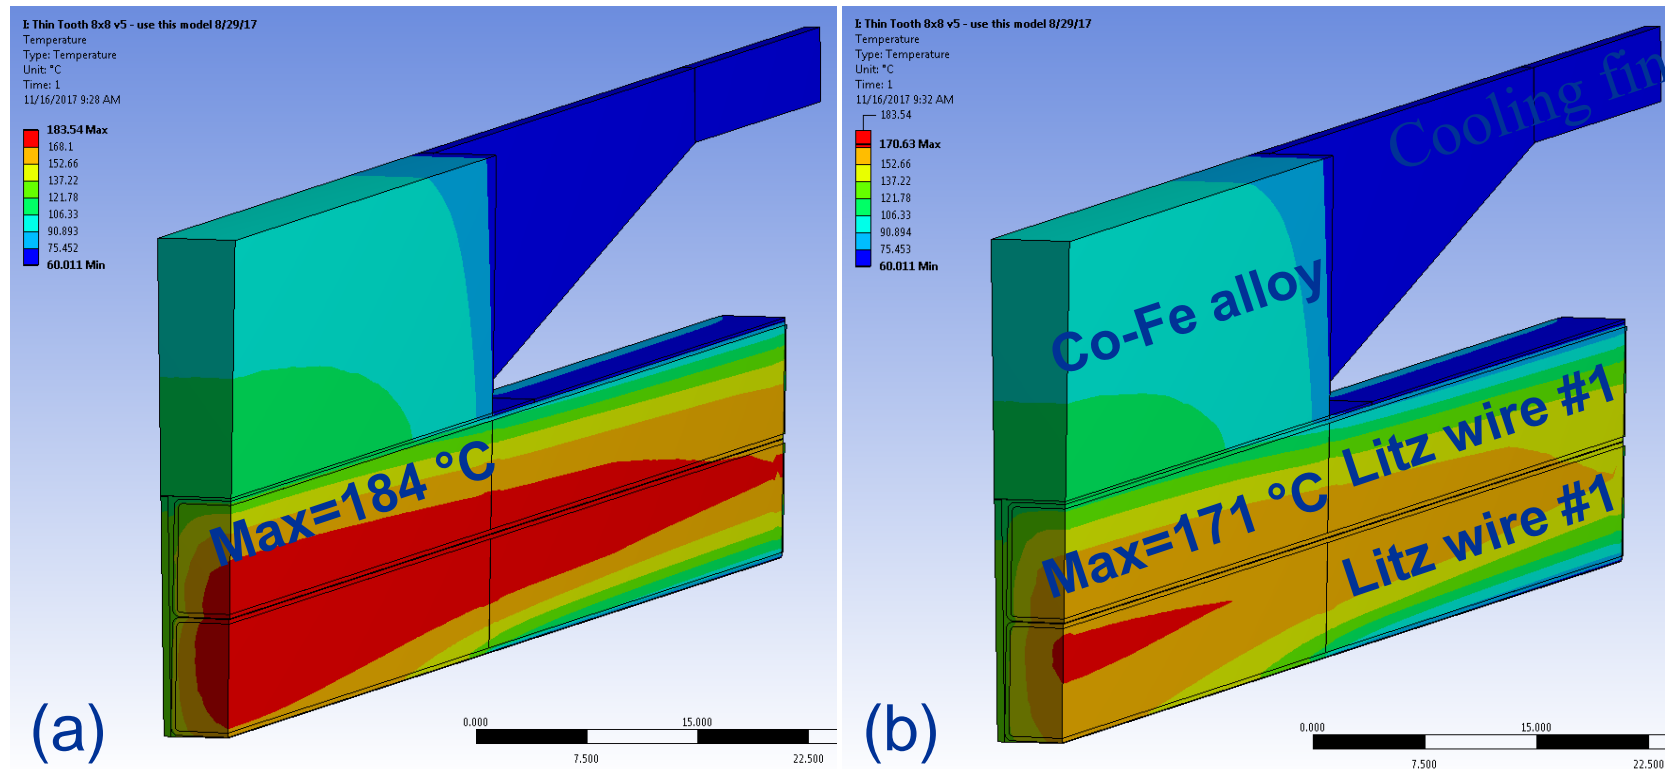 I: Thin Tooth 8x8 v5 - use this model 8/29/17
Temperature
Type: Temperature
Unit: °C
Time: 1
11/16/2017 9:28 AM
183.54 Max
168.1
152.66
137.22
121.78
106.33
90.893
75.452
60.011 Min
Max=184 °C
(a)
0.000
15.000
7.500
22.500
I: Thin Tooth 8x8 v5 - use this model 8/29/17
Temperature
Type: Temperature
Unit: °C
Time: 1
11/16/2017 9:32 AM
183.54
170.63 Max
152.66
137.22
121.78
106.33
90.894
75.453
60.011 Min
Cooling fin
Co-Fe alloy
Litz wire #1
Max=171 °C
Litz wire #1
(b)
0.000
15.000
7.500
22.500